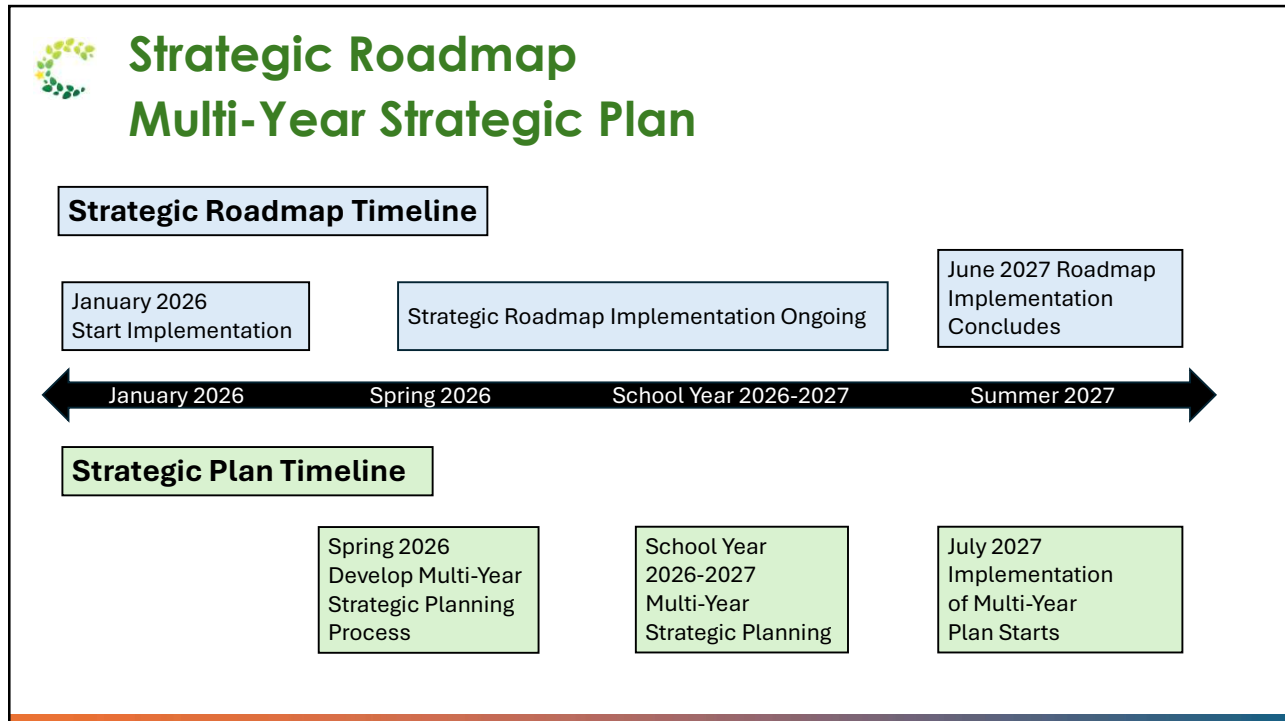 Strategic Roadmap
Multi-Year Strategic Plan
Strategic Roadmap Timeline
January 2026
Start Implementation
Strategic Roadmap Implementation Ongoing
June 2027 Roadmap
Implementation
Concludes
January 2026
Spring 2026
School Year 2026-2027
Summer 2027
Strategic Plan Timeline
Spring 2026
Develop Multi-Year
Strategic Planning
Process
School Year
2026-2027
Multi-Year
Strategic Planning
July 2027
Implementation
of Multi-Year
Plan Starts